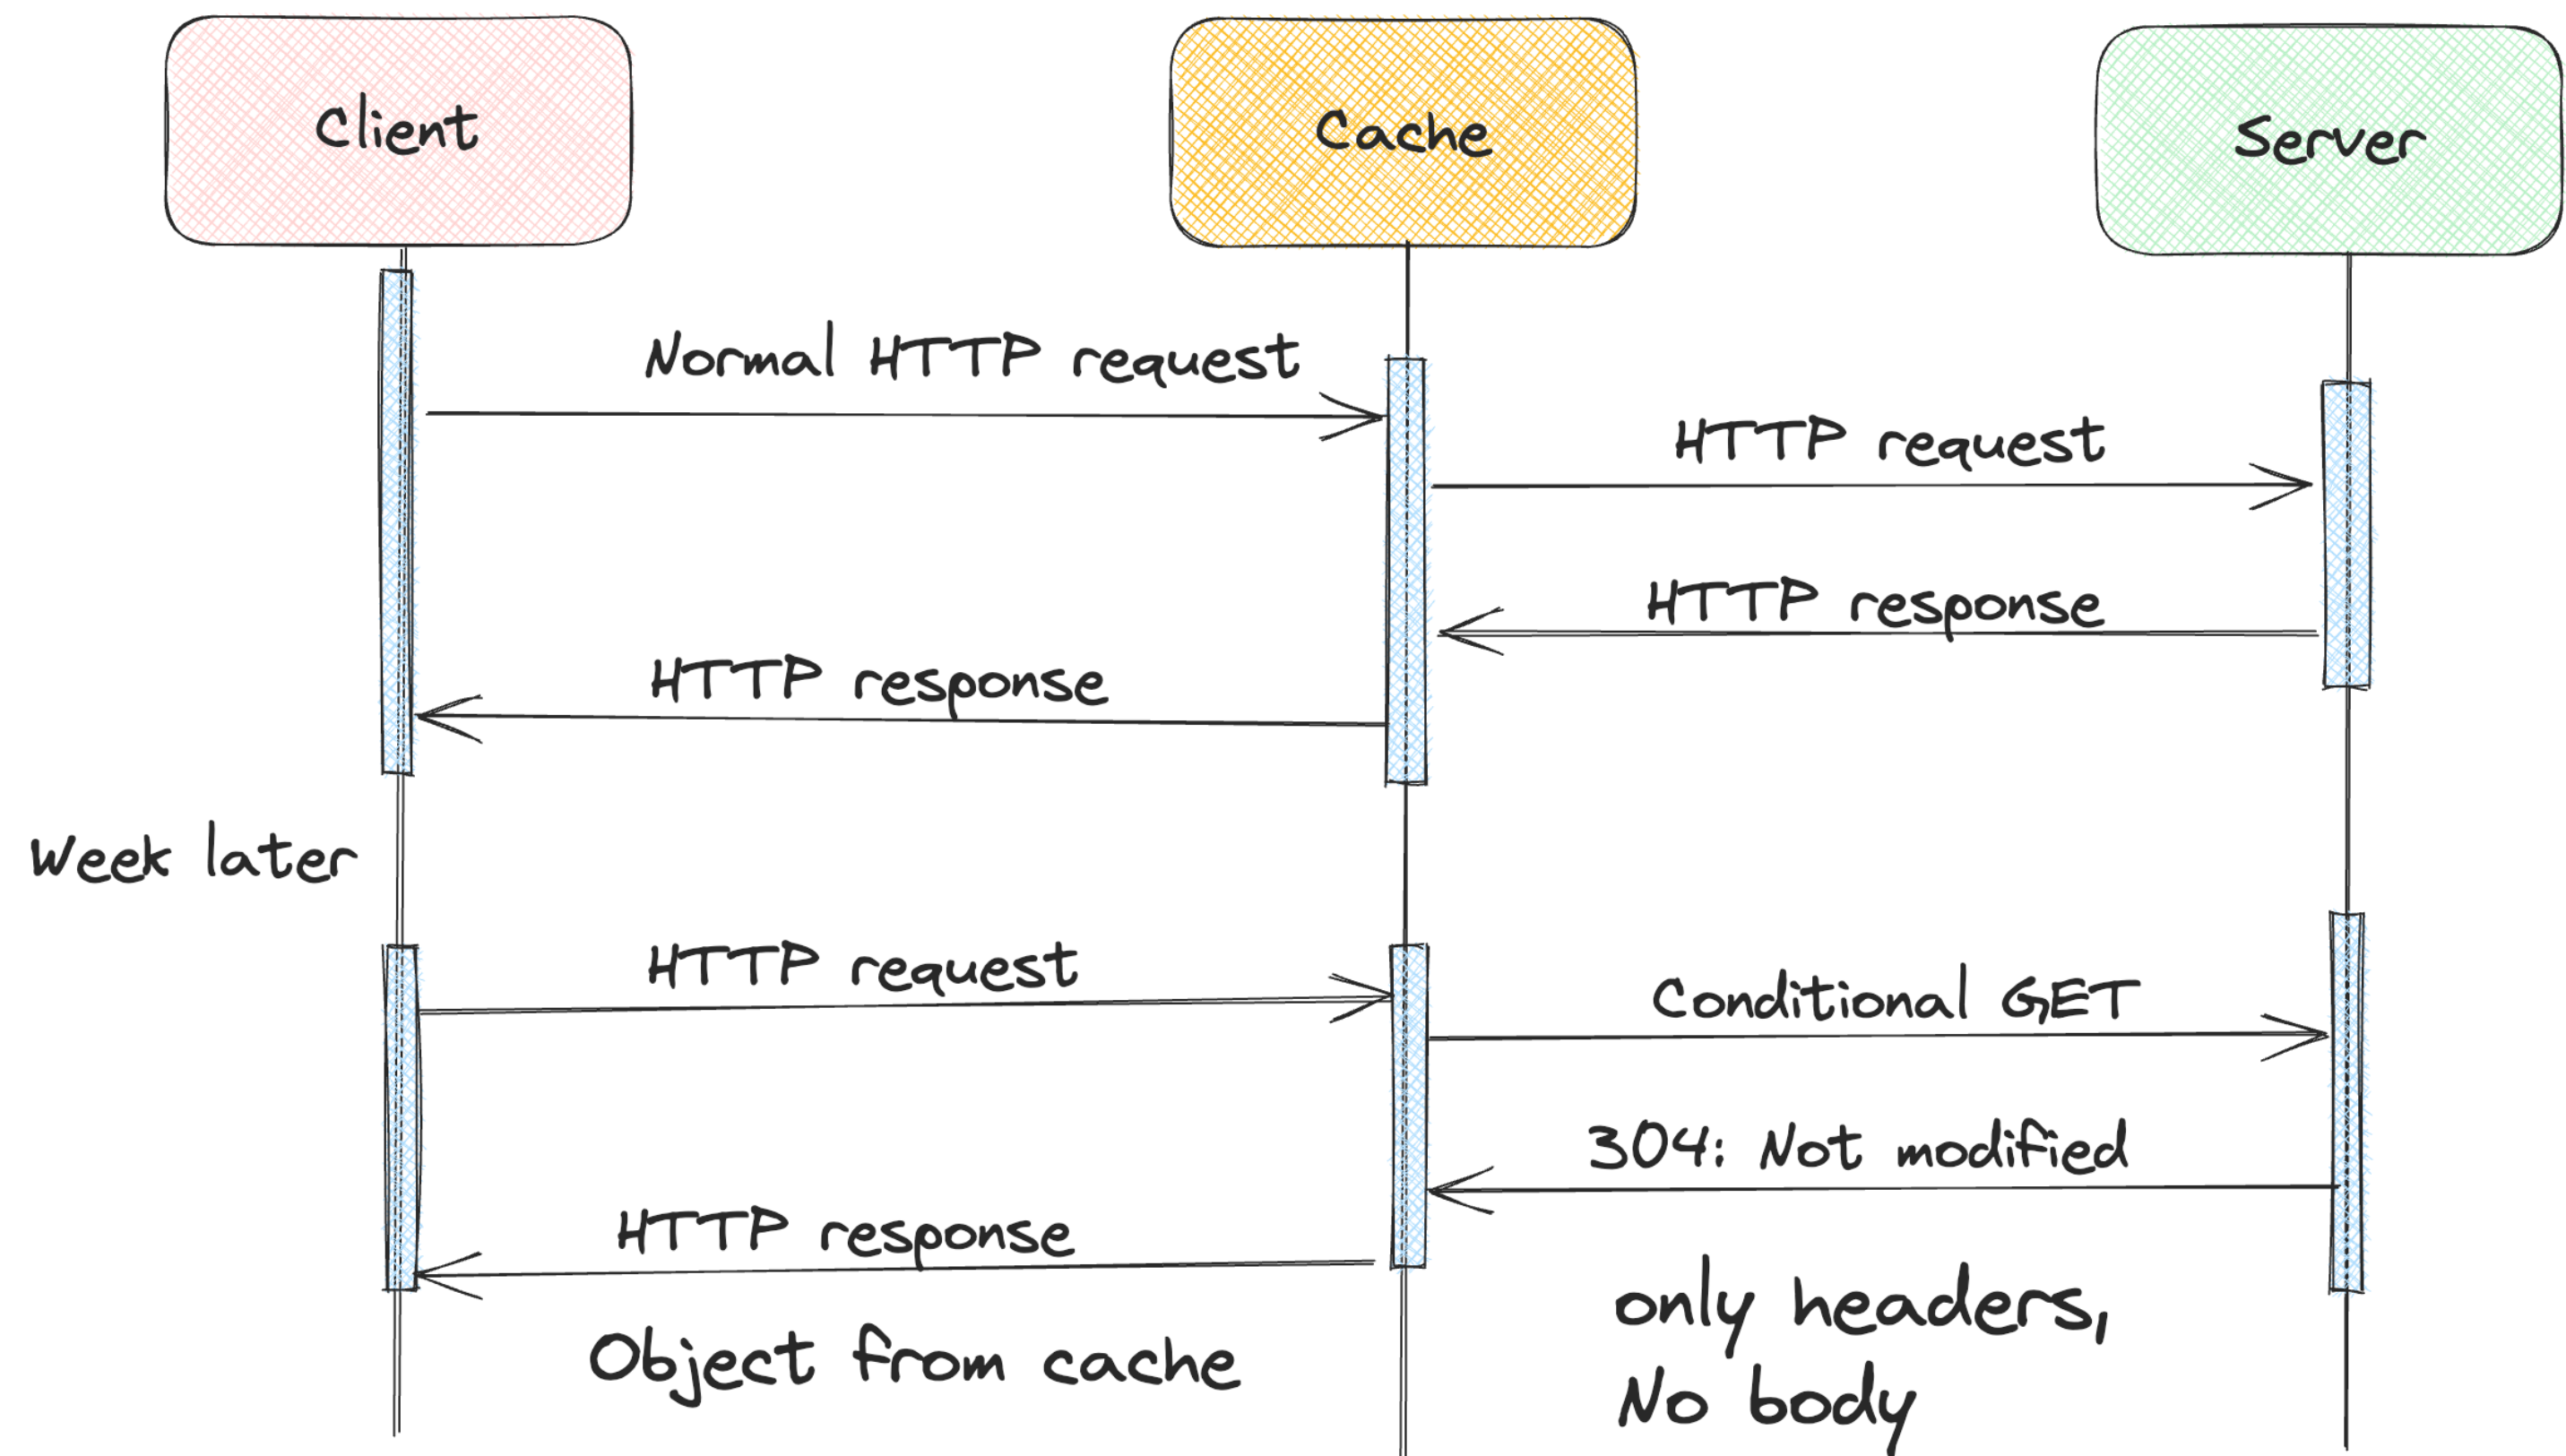 Client
Cache
Server
Normal HTTP request
HTTP request
HTTP response
HTTP response
Week later
HTTP request
Conditional GET
304: Not modified
HTTP response
only headers,
No body
Object from cache